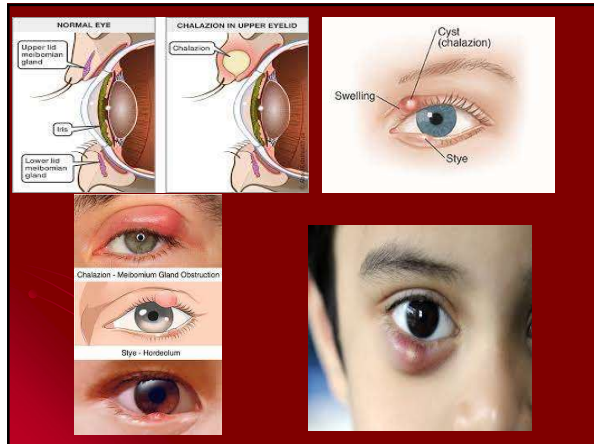 NORMAL EYE
Upper lid
meibomian
gland
Iris
Lower lid
meibomian
gland
CHALAZION IN UPPER EYELID
Chalazion
Cyst
(chalazion)
Swelling
Stye
Chalazion - Meibomium Gland Obstruction
Stye - Hordeolum